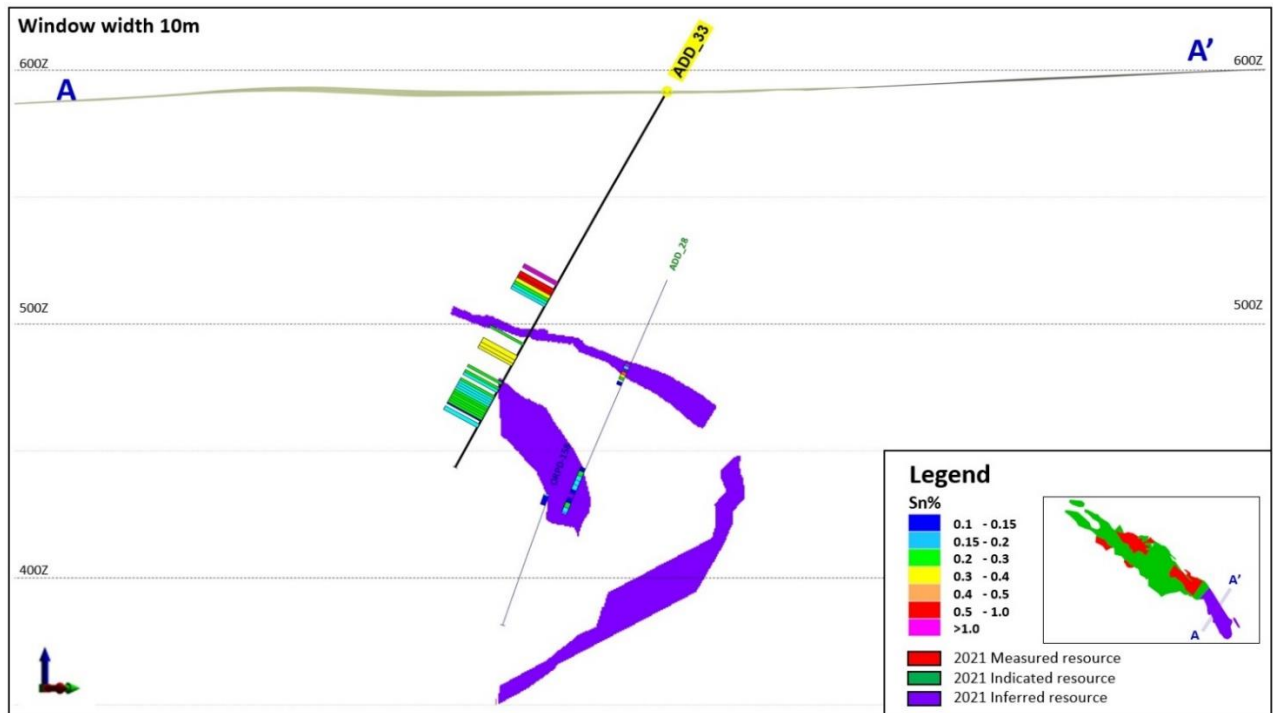 Window width 10m
ADD_33
A'
600Z
600Z
A
ADD_28
500Z
500Z
400Z
Legend
Sn%
0.1 - 0.15
0.15 - 0.2
0.2 - 0.3
0.3 - 0.4
0.4 - 0.5
0.5 - 1.0
>1.0
A'
A
2021 Measured resource
2021 Indicated resource
2021 Inferred resource